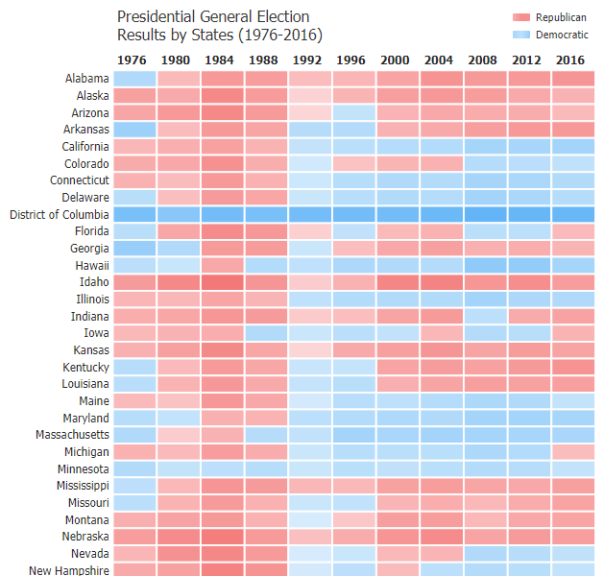 Presidential General Election
Results by States (1976-2016)
Republican
Democratic
1976 1980 1984 1988 1992 1996 2000 2004 2008 2012 2016
Alabama
Alaska
Arizona
Arkansas
California
Colorado
Connecticut
Delaware
District of Columbia
Florida
Georgia
Hawaii
Idaho
Illinois
Indiana
Iowa
Kansas
Kentucky
Louisiana
Maine
Maryland
Massachusetts
Michigan
Minnesota
Mississippi
Missouri
Montana
Nebraska
Nevada
New Hampshire